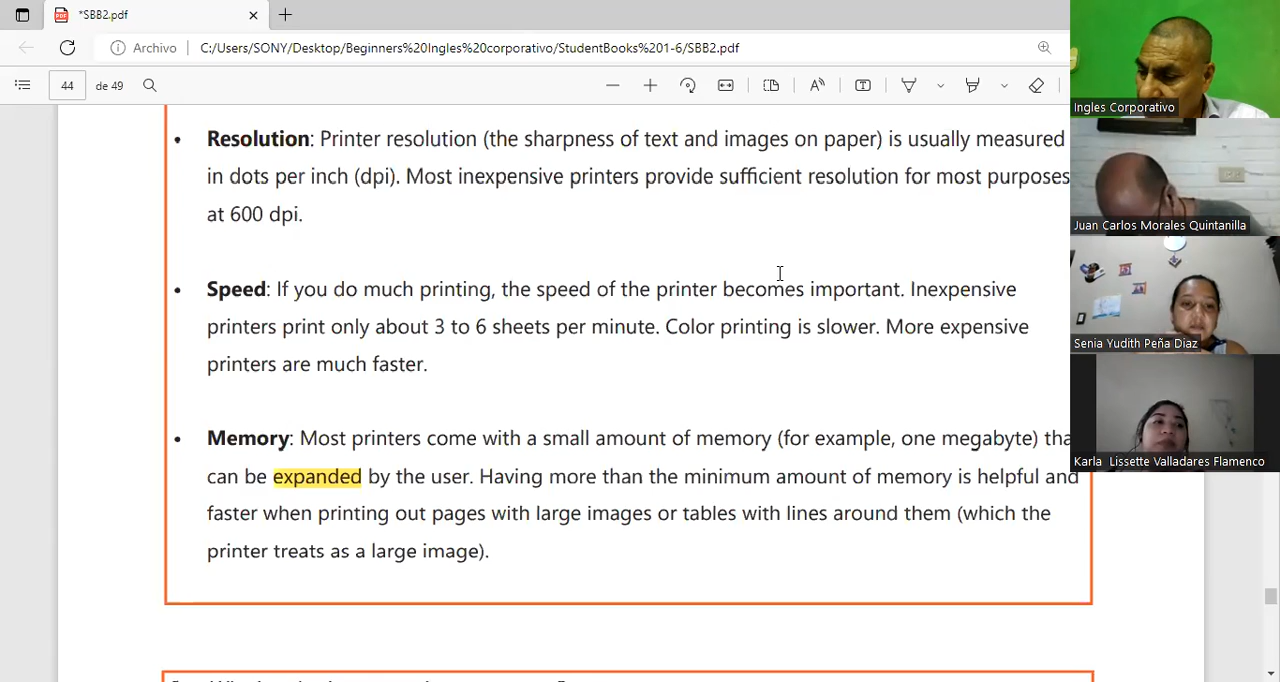 *SBB2.pdf
Archivo
C:/Users/SONY/Desktop/Beginners%20Ingles%20corporativo/StudentBooks%201-6/SBB2.pdf
44
de 49
Ingles Corporativo
Juan Carlos Morales Quintanilla
Senia Yudith Peña Diaz
Karla Lissette Valladares Flamenco
• Resolution: Printer resolution (the sharpness of text and images on paper) is usually measured
in dots per inch (dpi). Most inexpensive printers provide sufficient resolution for most purposes
at 600 dpi.
• Speed: If you do much printing, the speed of the printer becomes important. Inexpensive
printers print only about 3 to 6 sheets per minute. Color printing is slower. More expensive
printers are much faster.
• Memory: Most printers come with a small amount of memory (for example, one megabyte) tha
can be expanded by the user. Having more than the minimum amount of memory is helpful and
faster when printing out pages with large images or tables with lines around them (which the
printer treats as a large image).